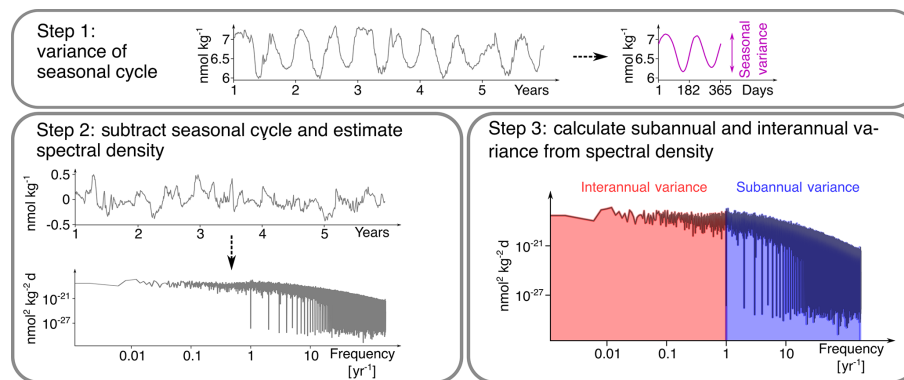 Step 1:
variance of
seasonal cycle
nmol kg⁻¹
7
6.5
6
1
2
3
4
5
Years
nmol kg⁻¹
7
6.5
6
1
182
365
Days
Seasonal
variance
Step 2: subtract seasonal cycle and estimate
spectral density
nmol kg⁻¹
0.5
0
-0.5
1
2
3
4
5
Years
nmol² kg⁻² d
10⁻²¹
10⁻²⁷
0.01
0.1
1
10
Frequency
[yr⁻¹]
Step 3: calculate subannual and interannual va-
riance from spectral density
Interannual variance
Subannual variance
nmol² kg⁻² d
10⁻²¹
10⁻²⁷
0.01
0.1
1
10
Frequency
[yr⁻¹]